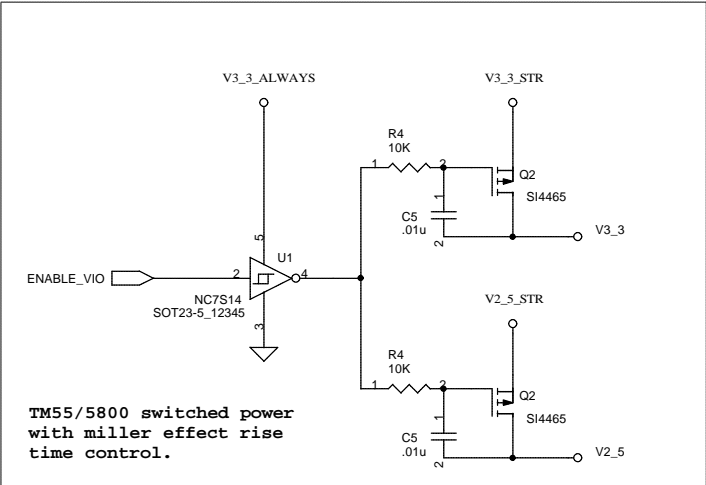 V3_3_ALWAYS
V3_3_STR
R4
10K
1
2
Q2
SI4465
1
C5
.01u
2
V3_3
5
U1
ENABLE_VIO
2
4
NC7S14
SOT23-5_12345
3
V2_5_STR
R4
10K
1
2
Q2
SI4465
1
C5
.01u
2
V2_5
TM55/5800 switched power
with miller effect rise
time control.